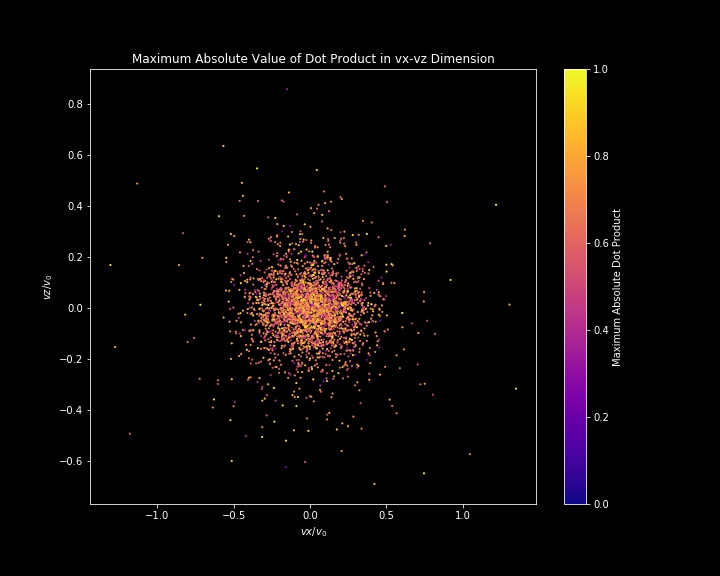 Maximum Absolute Value of Dot Product in vx-vz Dimension
0.8
0.6
0.4
0.2
0.0
−0.2
−0.4
−0.6
vz/v₀
−1.0 −0.5 0.0 0.5 1.0
vx/v₀
1.0
0.8
0.6
0.4
0.2
0.0
Maximum Absolute Dot Product